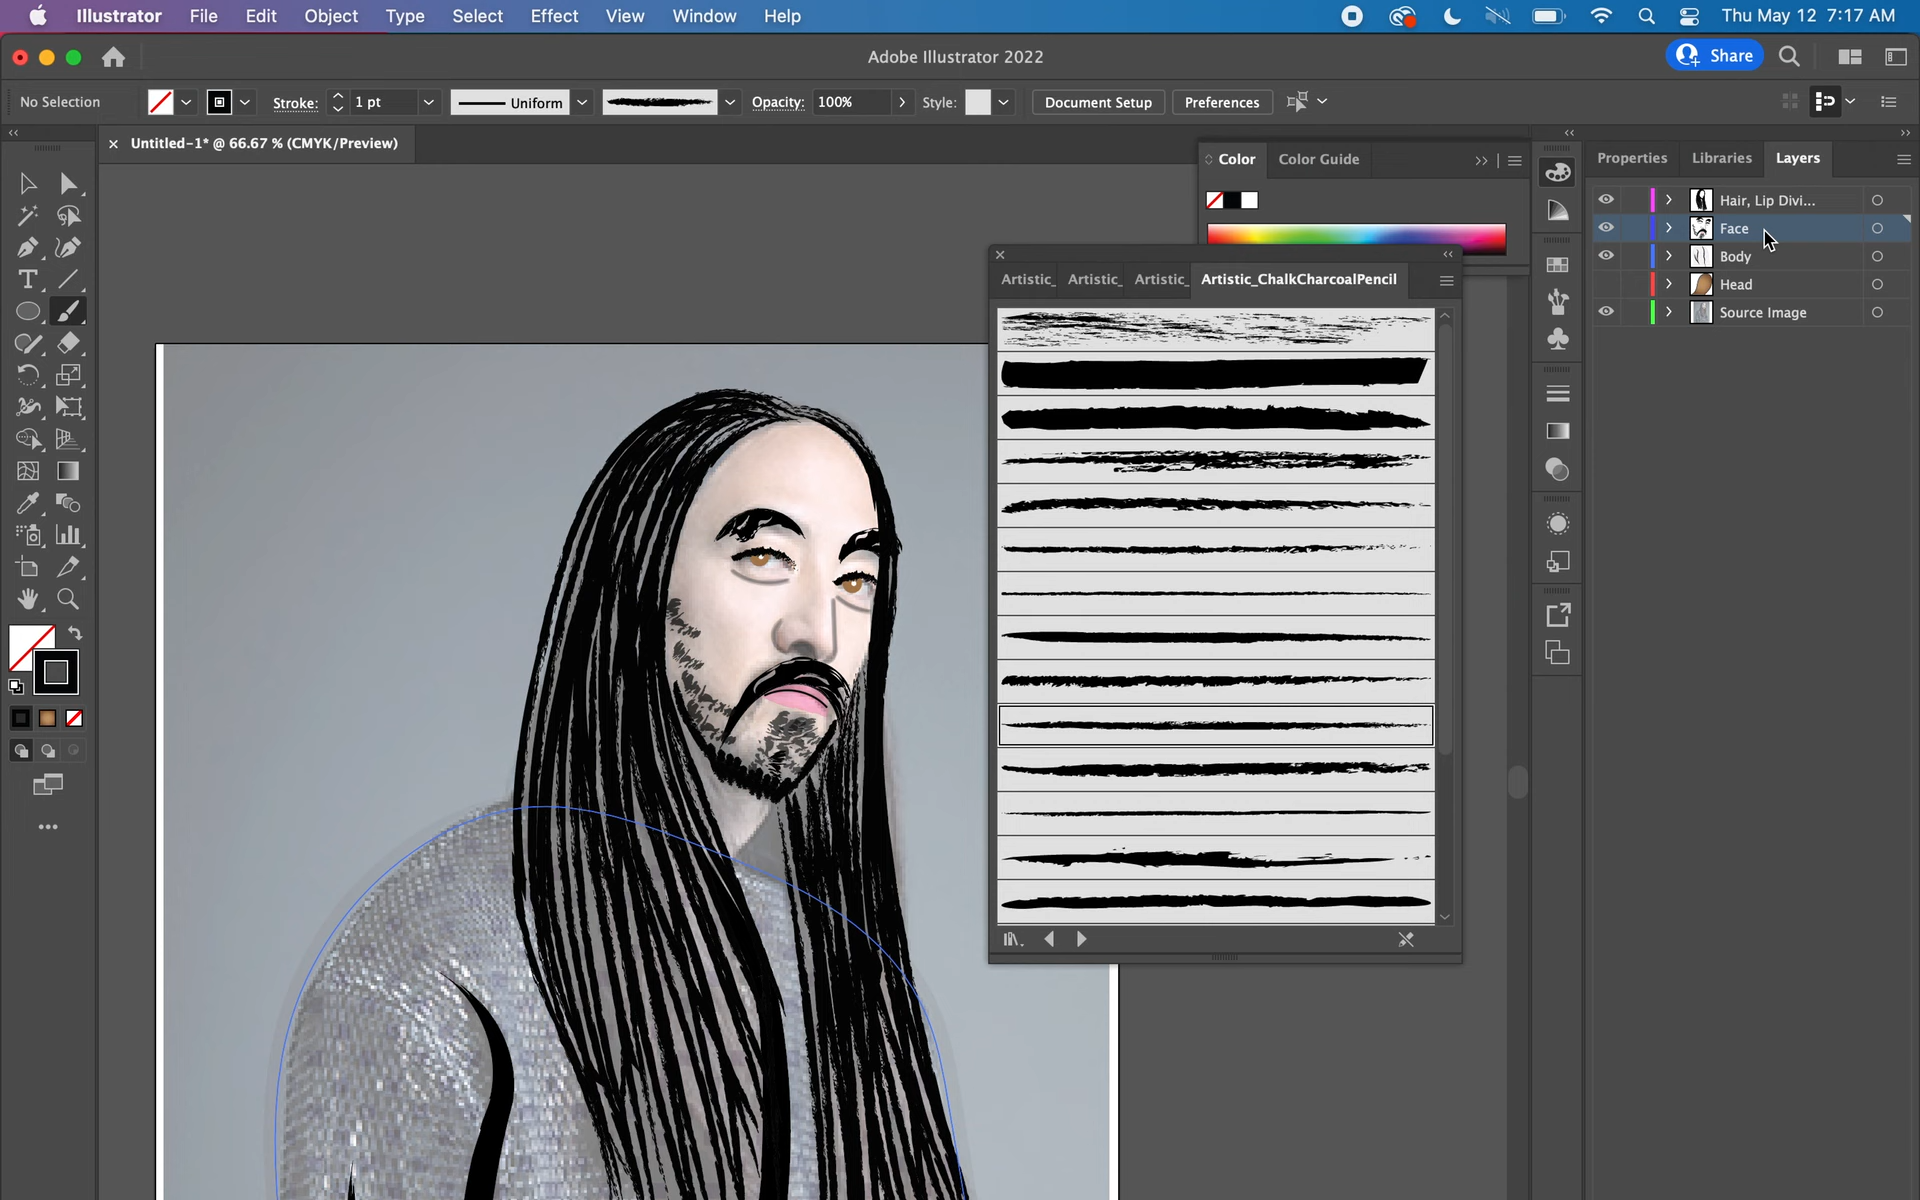 Illustrator File Edit Object Type Select Effect View Window Help Thu May 12 7:17 AM
Adobe Illustrator 2022 Share
No Selection Stroke: 1 pt Uniform Opacity: 100% Style: Document Setup Preferences
× Untitled-1* @ 66.67 % (CMYK/Preview)
Color Color Guide
Properties Libraries Layers
Hair, Lip Divi...
Face
Body
Head
Source Image
Artistic_ Artistic_ Artistic_ Artistic_ChalkCharcoalPencil